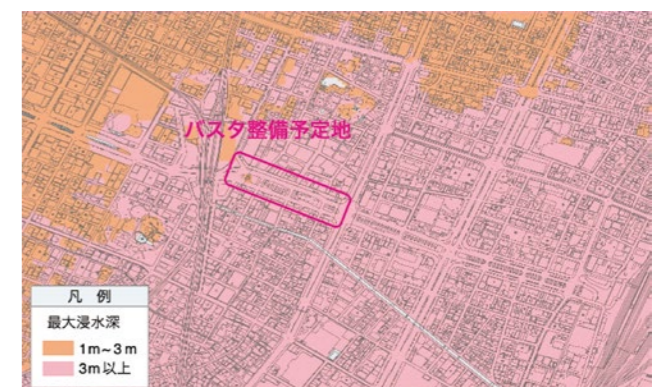 バスタ整備予定地
凡 例
最大浸水深
1m~3m
3m以上